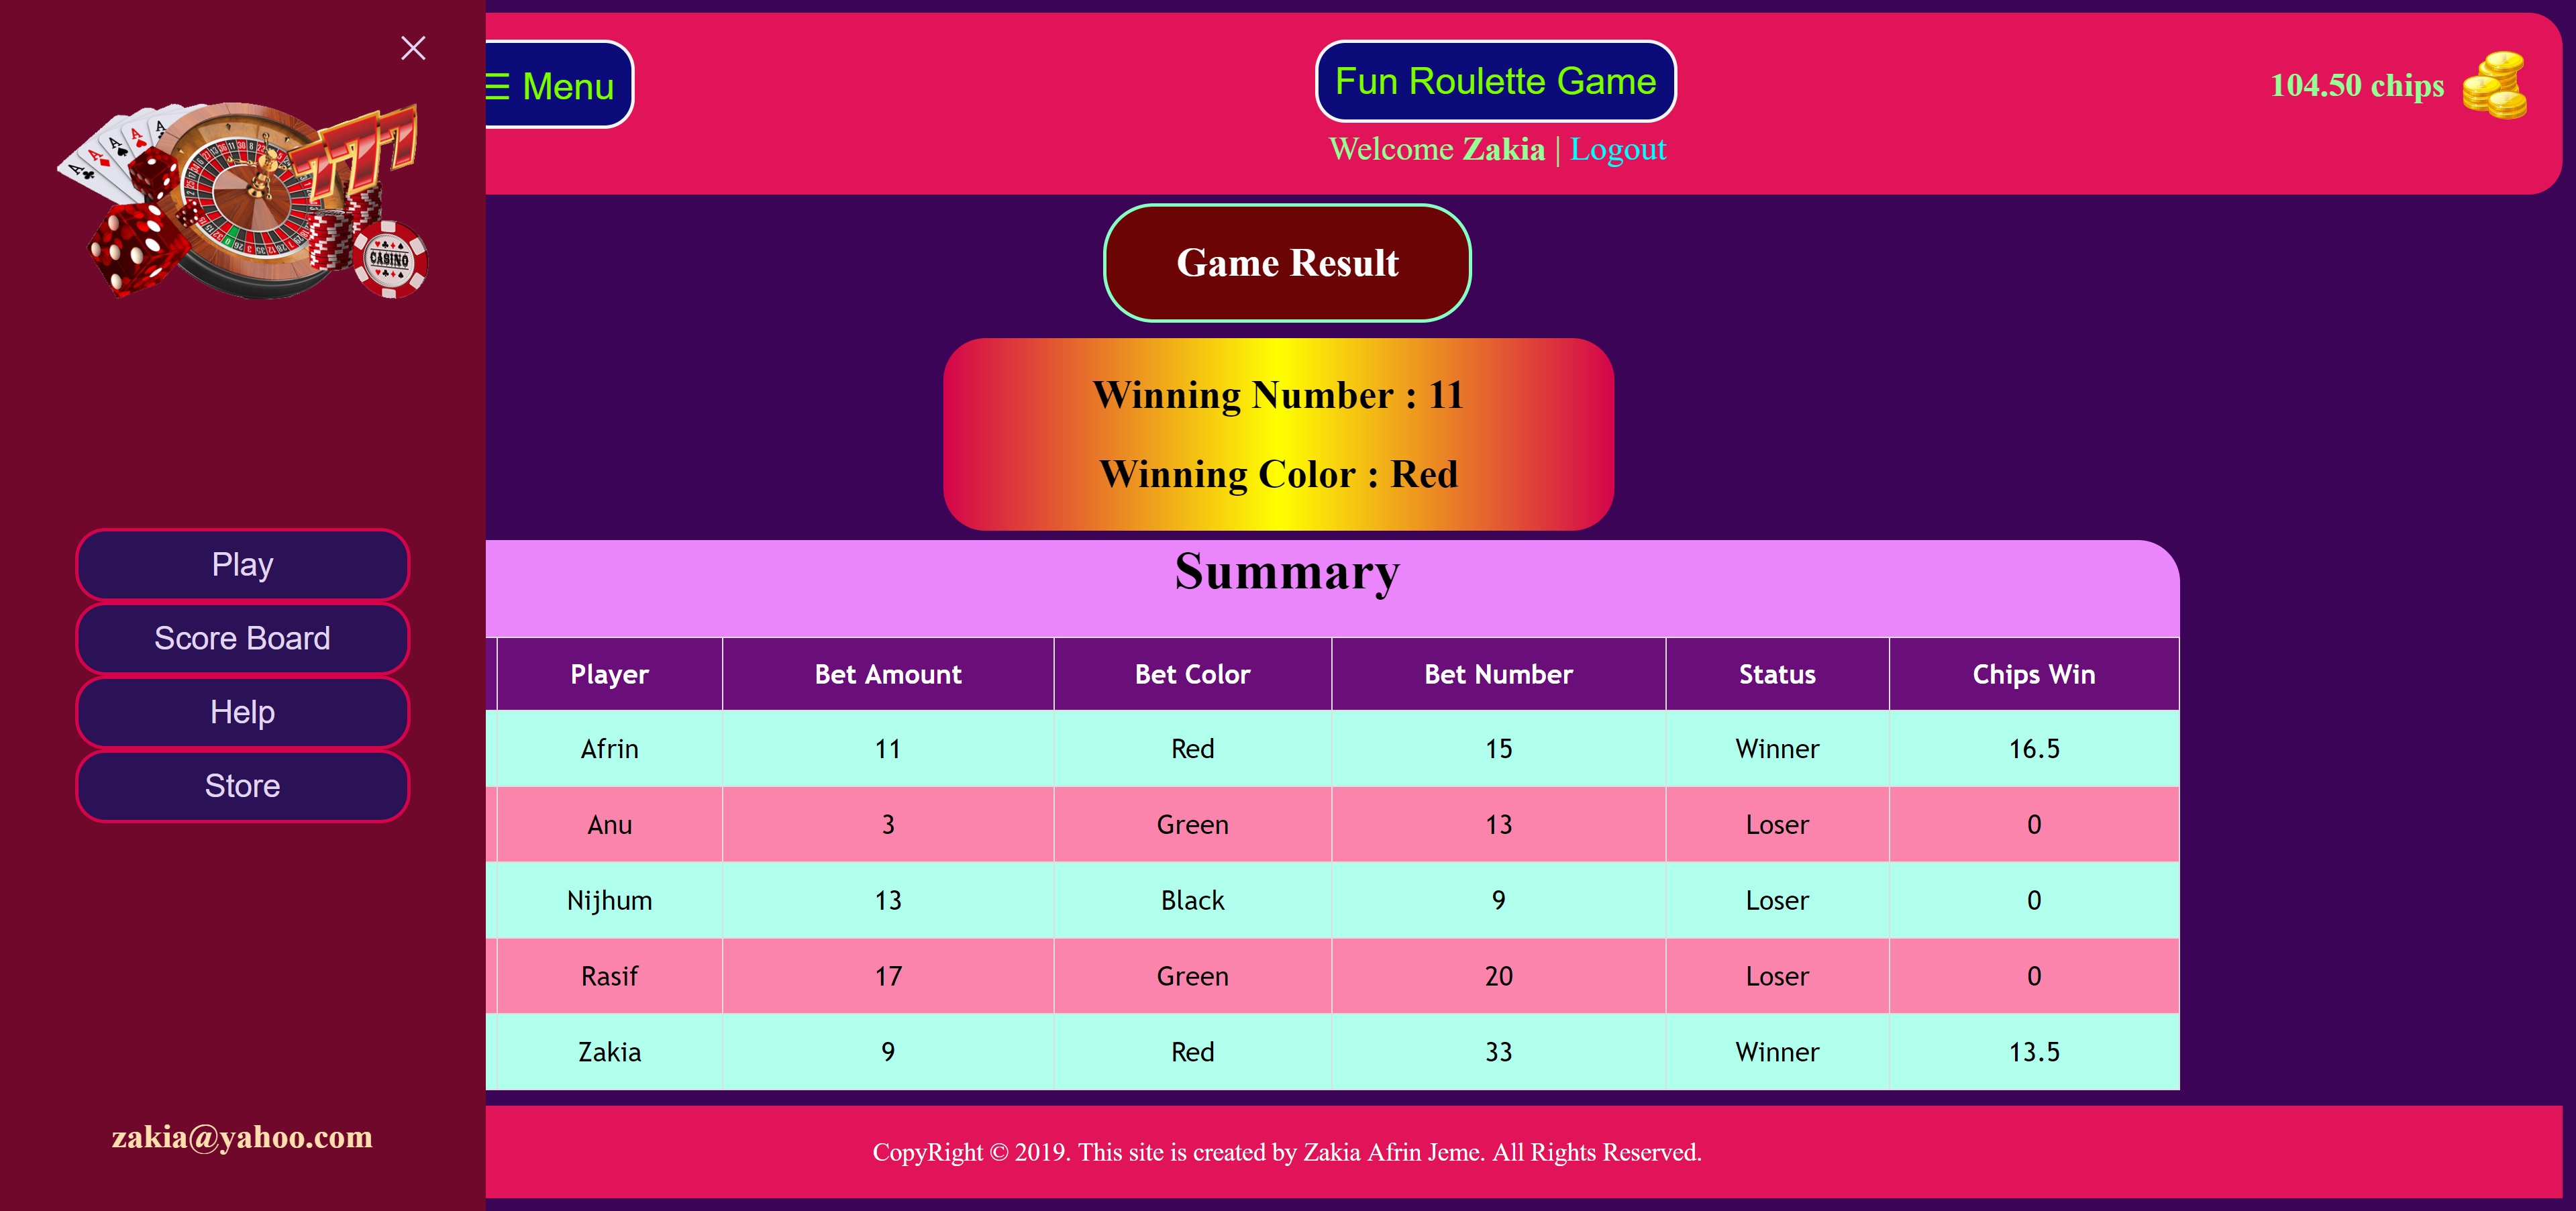 ☰ Menu
Fun Roulette Game
104.50 chips
Welcome Zakia | Logout
A A A A A
777
CASINO
Game Result
Winning Number : 11
Winning Color : Red
Play
Score Board
Help
Store
Summary
Player Bet Amount Bet Color Bet Number Status Chips Win
Afrin 11 Red 15 Winner 16.5
Anu 3 Green 13 Loser 0
Nijhum 13 Black 9 Loser 0
Rasif 17 Green 20 Loser 0
Zakia 9 Red 33 Winner 13.5
zakia@yahoo.com
CopyRight © 2019. This site is created by Zakia Afrin Jeme. All Rights Reserved.